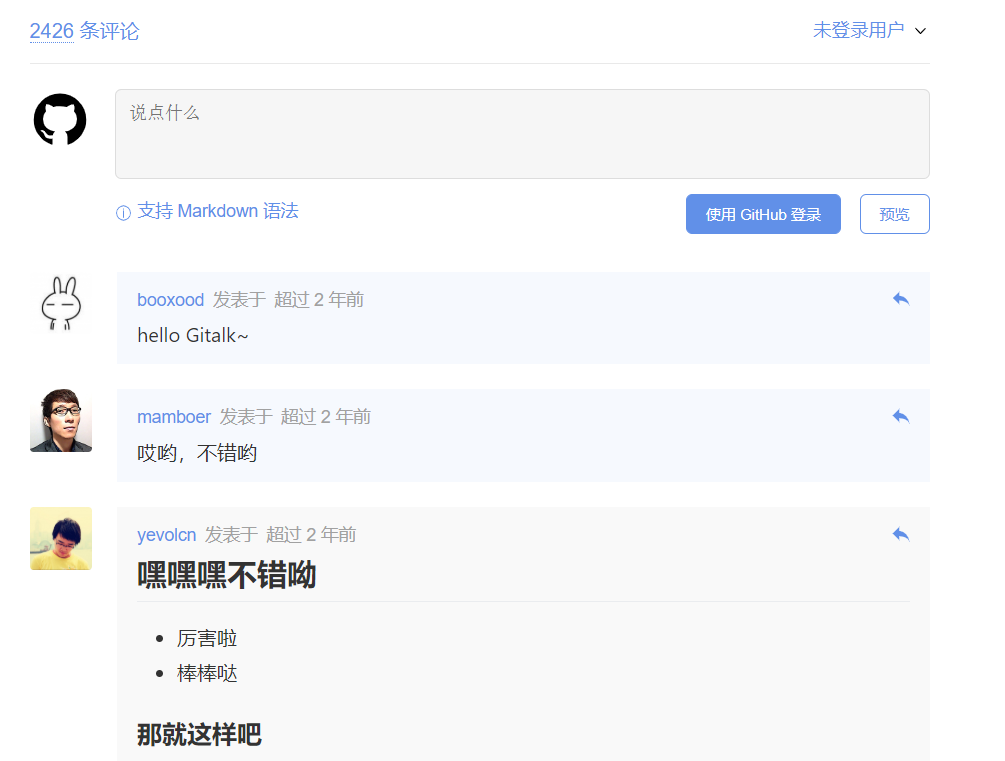 2426 条评论
未登录用户
说点什么
支持 Markdown 语法
使用 GitHub 登录
预览
booxood 发表于 超过 2 年前
hello Gitalk~
mamboer 发表于 超过 2 年前
哎哟，不错哟
yevolcn 发表于 超过 2 年前
嘿嘿嘿不错呦
厉害啦
棒棒哒
那就这样吧